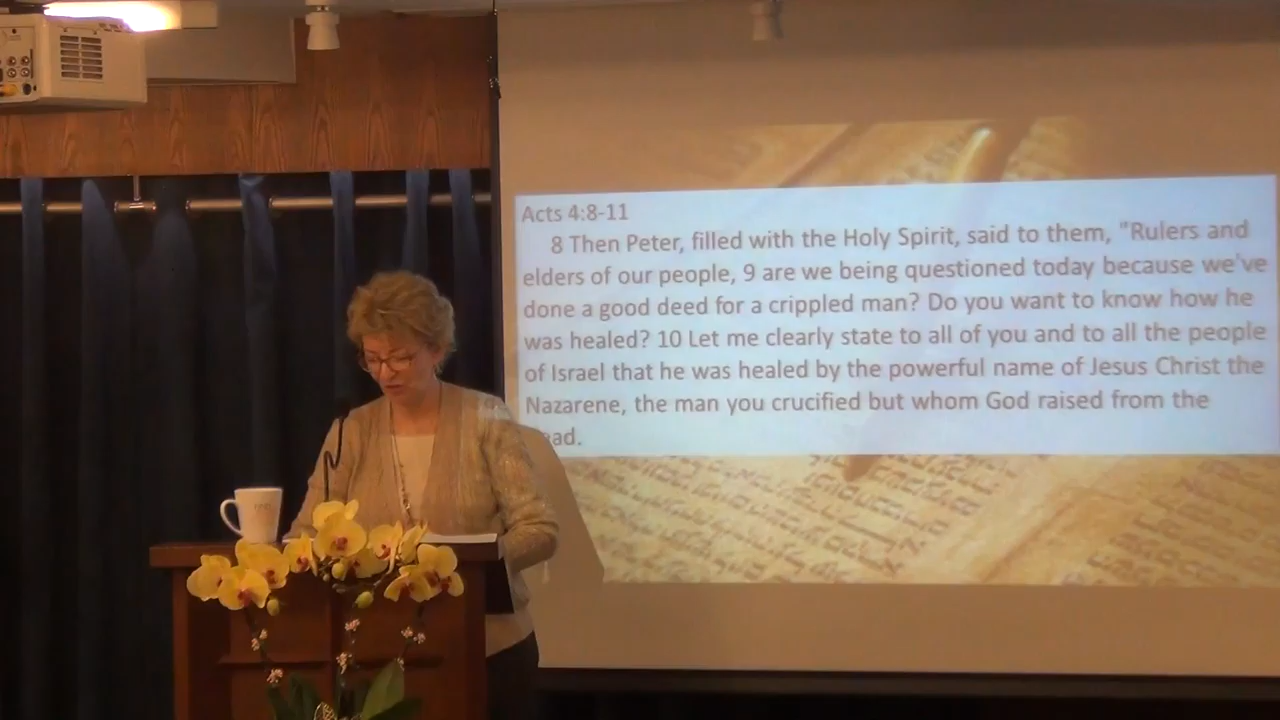 Acts 4:8-11
8 Then Peter, filled with the Holy Spirit, said to them, "Rulers and
elders of our people, 9 are we being questioned today because we've
done a good deed for a crippled man? Do you want to know how he
was healed? 10 Let me clearly state to all of you and to all the people
of Israel that he was healed by the powerful name of Jesus Christ the
Nazarene, the man you crucified but whom God raised from the
ead.